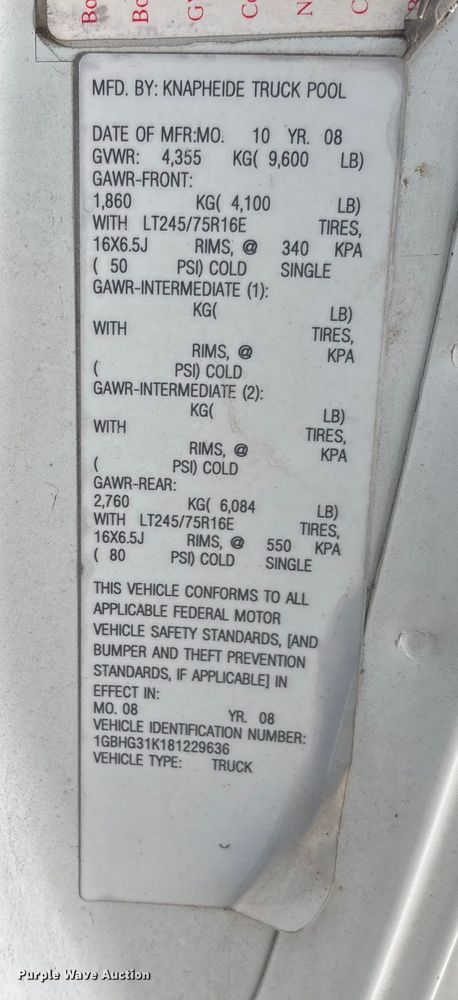 Bo
Bo
G
C
N
C
MFD. BY: KNAPHEIDE TRUCK POOL
DATE OF MFR:MO. 10 YR. 08
GVWR: 4,355 KG( 9,600 LB)
GAWR-FRONT:
1,860 KG( 4,100 LB)
WITH LT245/75R16E TIRES,
16X6.5J RIMS, @ 340 KPA
( 50 PSI) COLD SINGLE
GAWR-INTERMEDIATE (1):
KG( LB)
WITH TIRES,
RIMS, @ KPA
( PSI) COLD
GAWR-INTERMEDIATE (2):
KG( LB)
WITH TIRES,
RIMS, @ KPA
( PSI) COLD
GAWR-REAR:
2,760 KG( 6,084 LB)
WITH LT245/75R16E TIRES,
16X6.5J RIMS, @ 550 KPA
( 80 PSI) COLD SINGLE
THIS VEHICLE CONFORMS TO ALL
APPLICABLE FEDERAL MOTOR
VEHICLE SAFETY STANDARDS, [AND
BUMPER AND THEFT PREVENTION
STANDARDS, IF APPLICABLE] IN
EFFECT IN:
MO. 08 YR. 08
VEHICLE IDENTIFICATION NUMBER:
1GBHG31K181229636
VEHICLE TYPE: TRUCK
Purple Wave Auction